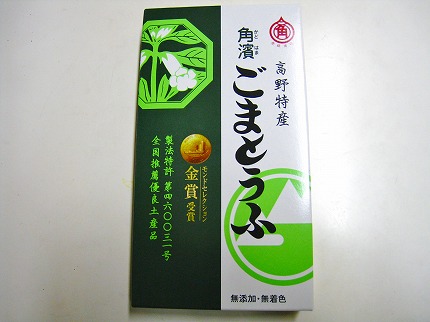 角
高野特産
かど はま
角濱
ごまとうふ
モンドセレクション
金賞受賞
製法特許 第四六〇〇三一号
全国推薦優良土産品
無添加・無着色